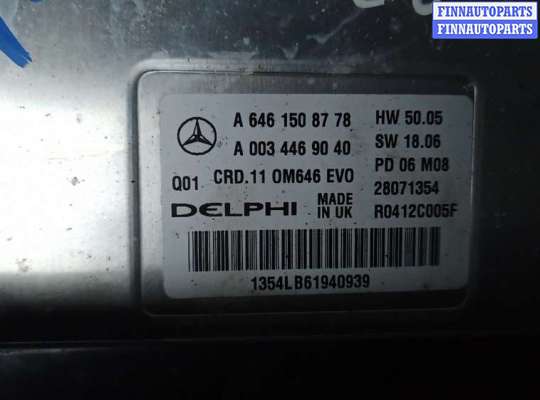 FINNAUTOPARTS
FINNAUTOPARTS
FINNAUTOPARTS
A 646 150 87 78 HW 50.05
A 003 446 90 40 SW 18.06
PD 06 M08
Q01 CRD.11 OM646 EVO
28071354
DELPHI MADE IN UK R0412C005F
1354LB61940939